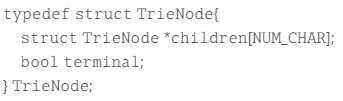 typedef struct TrieNode{
  struct TrieNode *children[NUM_CHAR];
  bool terminal;
} TrieNode;